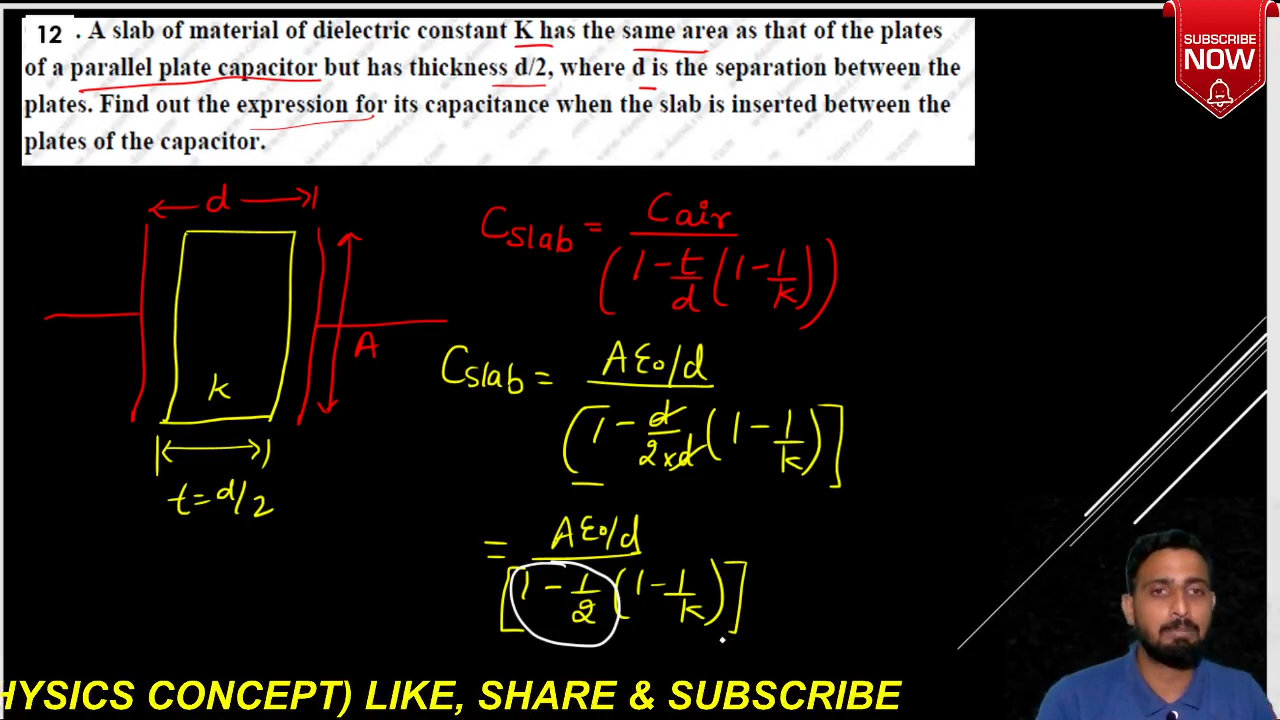 12 . A slab of material of dielectric constant K has the same area as that of the plates
of a parallel plate capacitor but has thickness d/2, where d is the separation between the
plates. Find out the expression for its capacitance when the slab is inserted between the
plates of the capacitor.
SUBSCRIBE
NOW
d
A
k
t = d/2
Cslab = Cair / (1 - t/d (1 - 1/k))
Cslab = Aε0/d / [1 - d/2×d (1 - 1/k)]
= Aε0/d / [1 - 1/2 (1 - 1/k)]
HYSICS CONCEPT) LIKE, SHARE & SUBSCRIBE